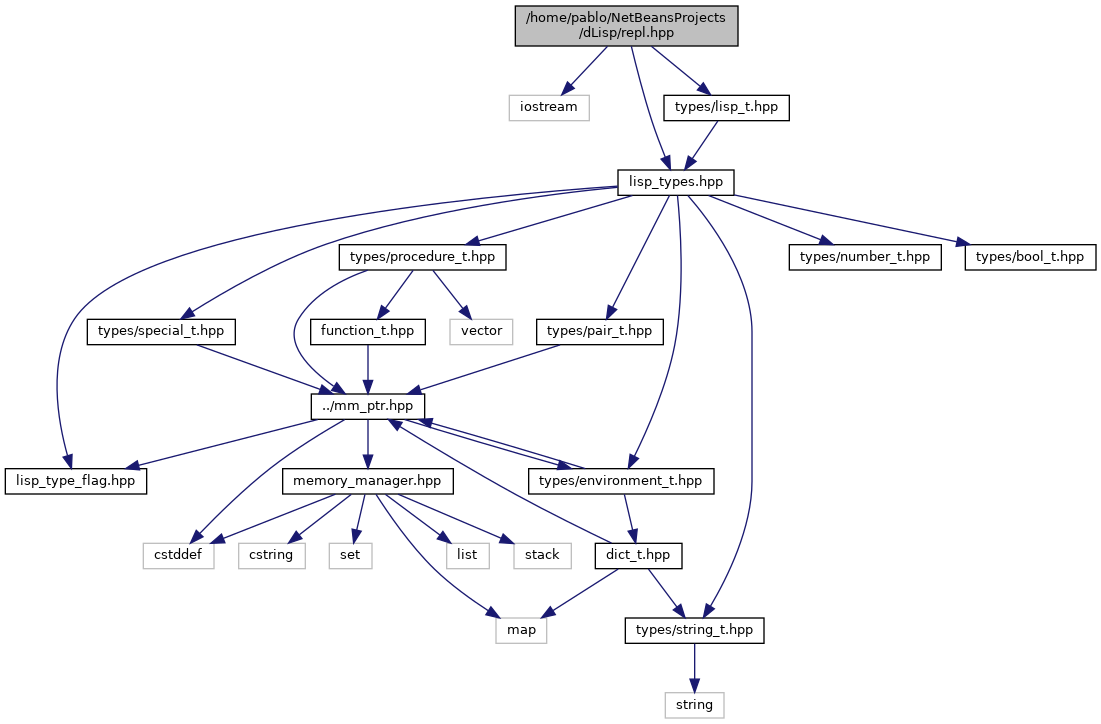 /home/pablo/NetBeansProjects
/dLisp/repl.hpp
iostream
types/lisp_t.hpp
lisp_types.hpp
types/procedure_t.hpp
types/number_t.hpp
types/bool_t.hpp
types/special_t.hpp
function_t.hpp
vector
types/pair_t.hpp
../mm_ptr.hpp
lisp_type_flag.hpp
memory_manager.hpp
types/environment_t.hpp
cstddef
cstring
set
list
stack
dict_t.hpp
map
types/string_t.hpp
string